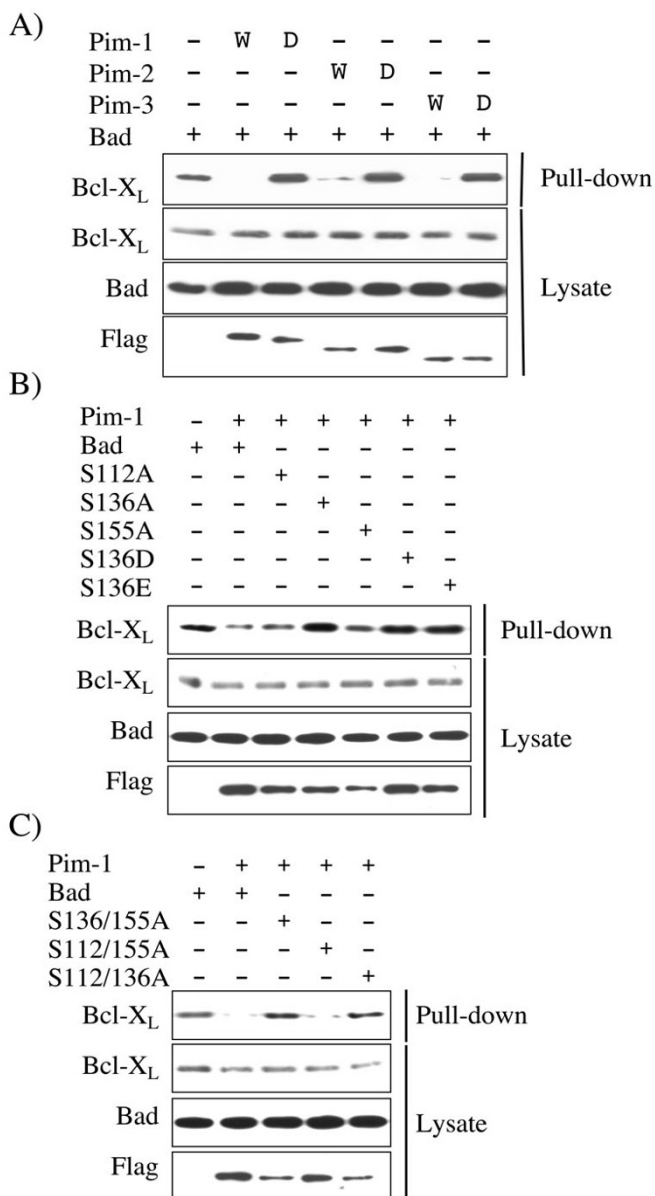 A)
Pim-1 – W D – – – –
Pim-2 – – – W D – –
Pim-3 – – – – – W D
Bad + + + + + + +
Bcl-XL Pull-down
Bcl-XL
Bad Lysate
Flag
B)
Pim-1 – + + + + + +
Bad + + – – – – –
S112A – – + – – – –
S136A – – – + – – –
S155A – – – – + – –
S136D – – – – – + –
S136E – – – – – – +
Bcl-XL Pull-down
Bcl-XL
Bad Lysate
Flag
C)
Pim-1 – + + + +
Bad + + – – –
S136/155A – – + – –
S112/155A – – – + –
S112/136A – – – – +
Bcl-XL Pull-down
Bcl-XL
Bad Lysate
Flag